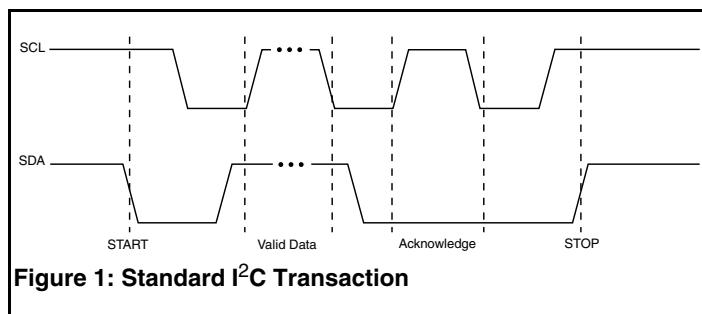 SCL
SDA
START Valid Data Acknowledge STOP
Figure 1: Standard I²C Transaction